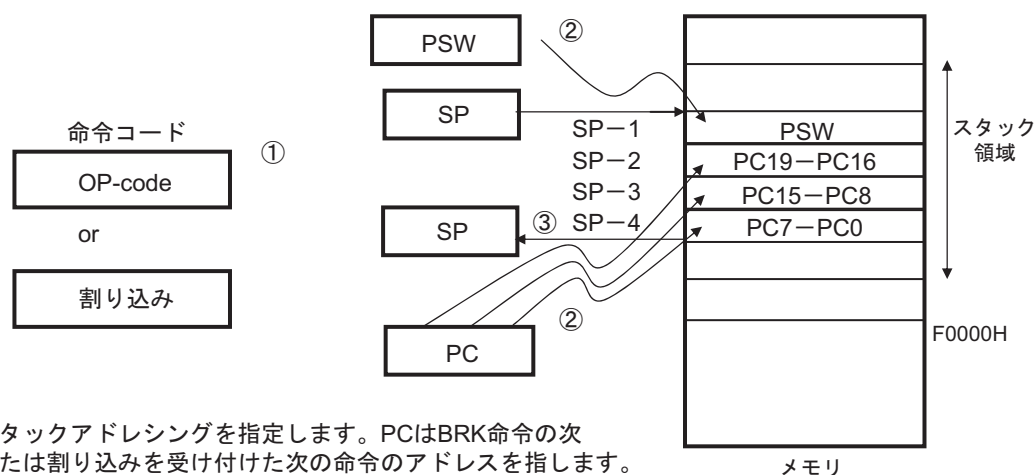 PSW
②
SP
SP－1
PSW
スタック
領域
命令コード
①
OP-code
SP－2
PC19－PC16
SP－3
PC15－PC8
or
SP
③
SP－4
PC7－PC0
割り込み
②
PC
F0000H
タックアドレシングを指定します。PCはBRK命令の次
たは割り込みを受け付けた次の命令のアドレスを指します。
メモリ